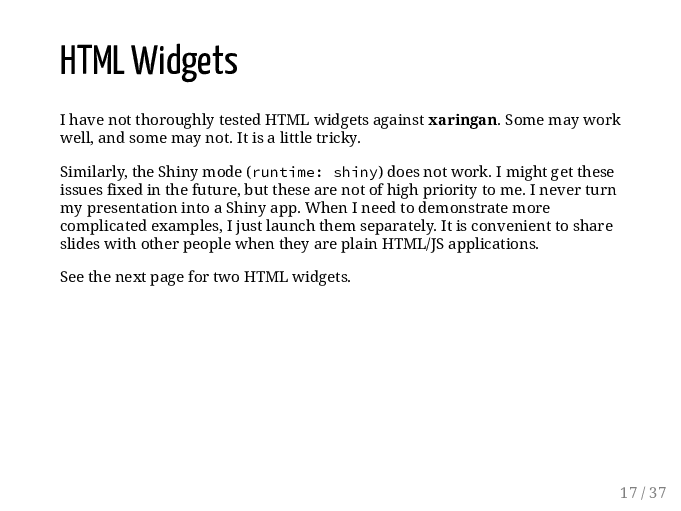 HTML Widgets
I have not thoroughly tested HTML widgets against xaringan. Some may work
well, and some may not. It is a little tricky.
Similarly, the Shiny mode (runtime: shiny) does not work. I might get these
issues fixed in the future, but these are not of high priority to me. I never turn
my presentation into a Shiny app. When I need to demonstrate more
complicated examples, I just launch them separately. It is convenient to share
slides with other people when they are plain HTML/JS applications.
See the next page for two HTML widgets.
17 / 37